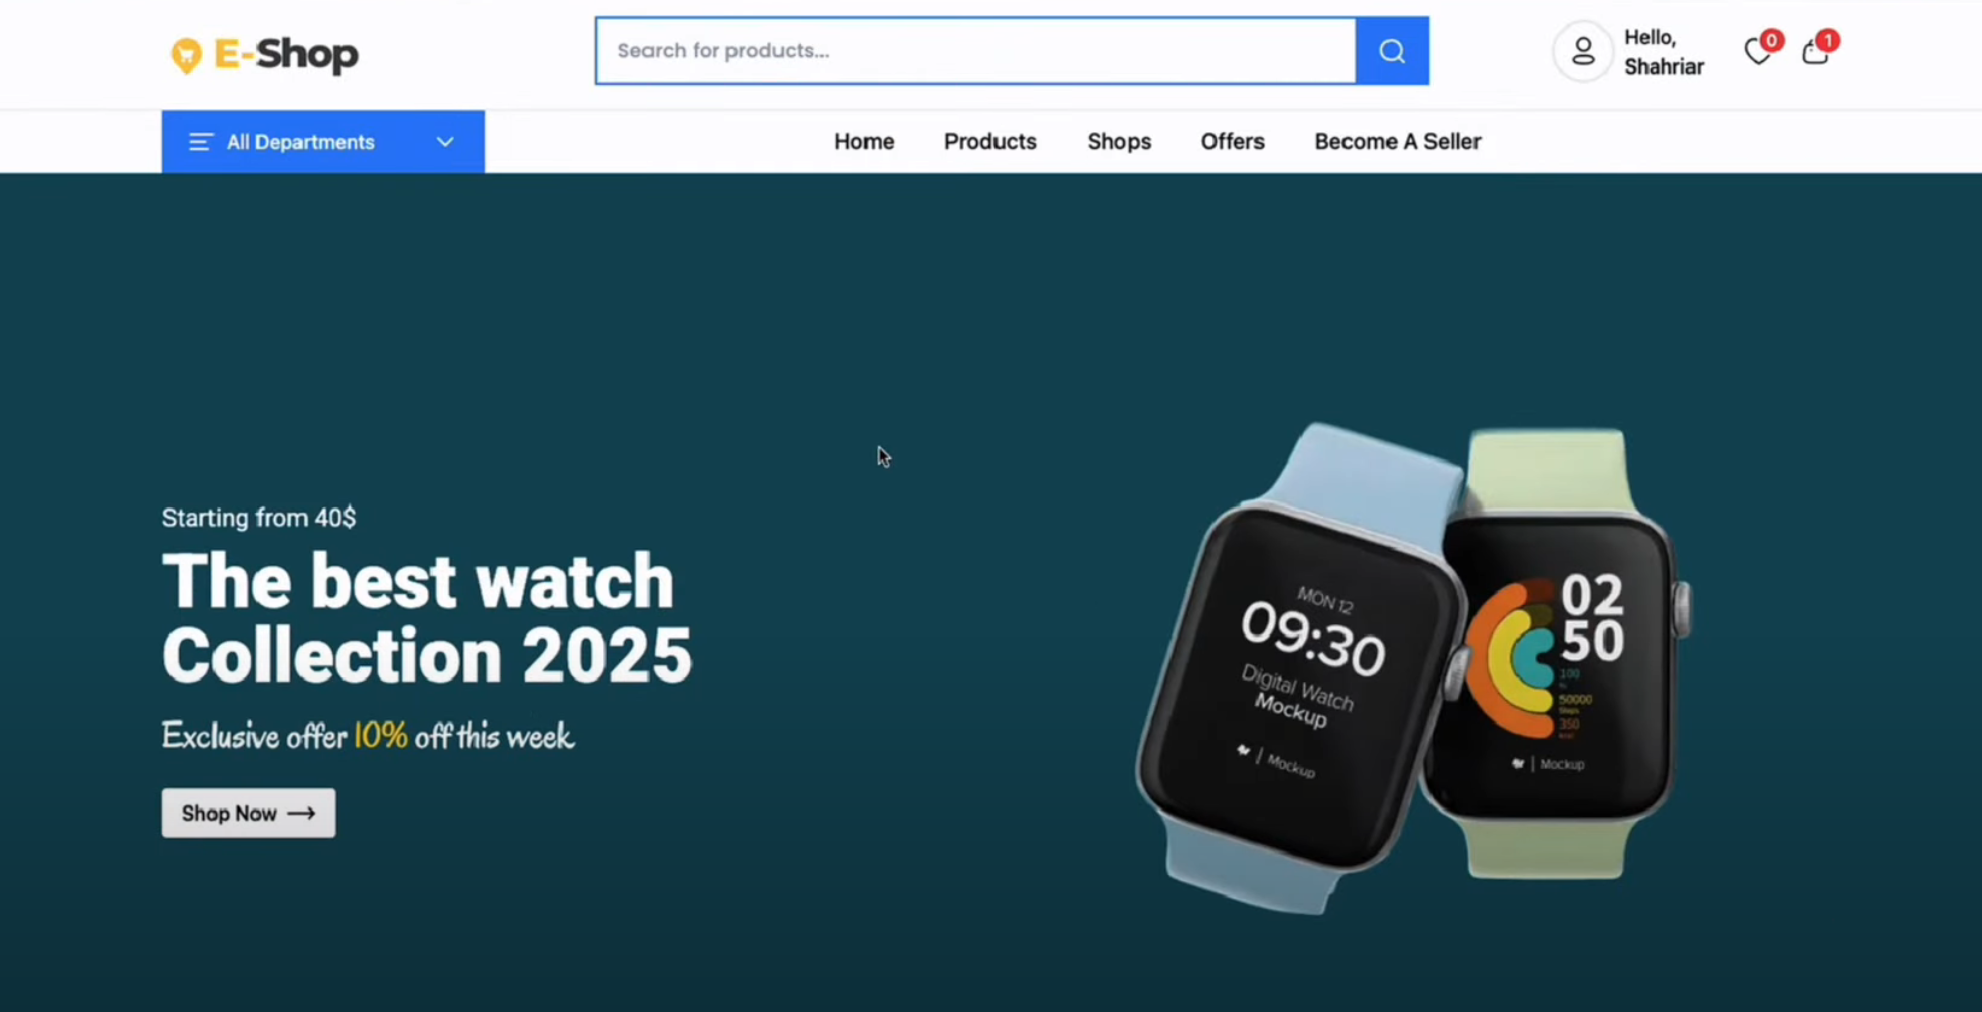 E-Shop
Search for products...
Hello,
Shahriar
0
1
All Departments
Home
Products
Shops
Offers
Become A Seller
Starting from 40$
The best watch
Collection 2025
Exclusive offer 10% off this week
Shop Now
MON 12
09:30
Digital Watch
Mockup
Mockup
02
50
100
50000
Steps
350
Mockup